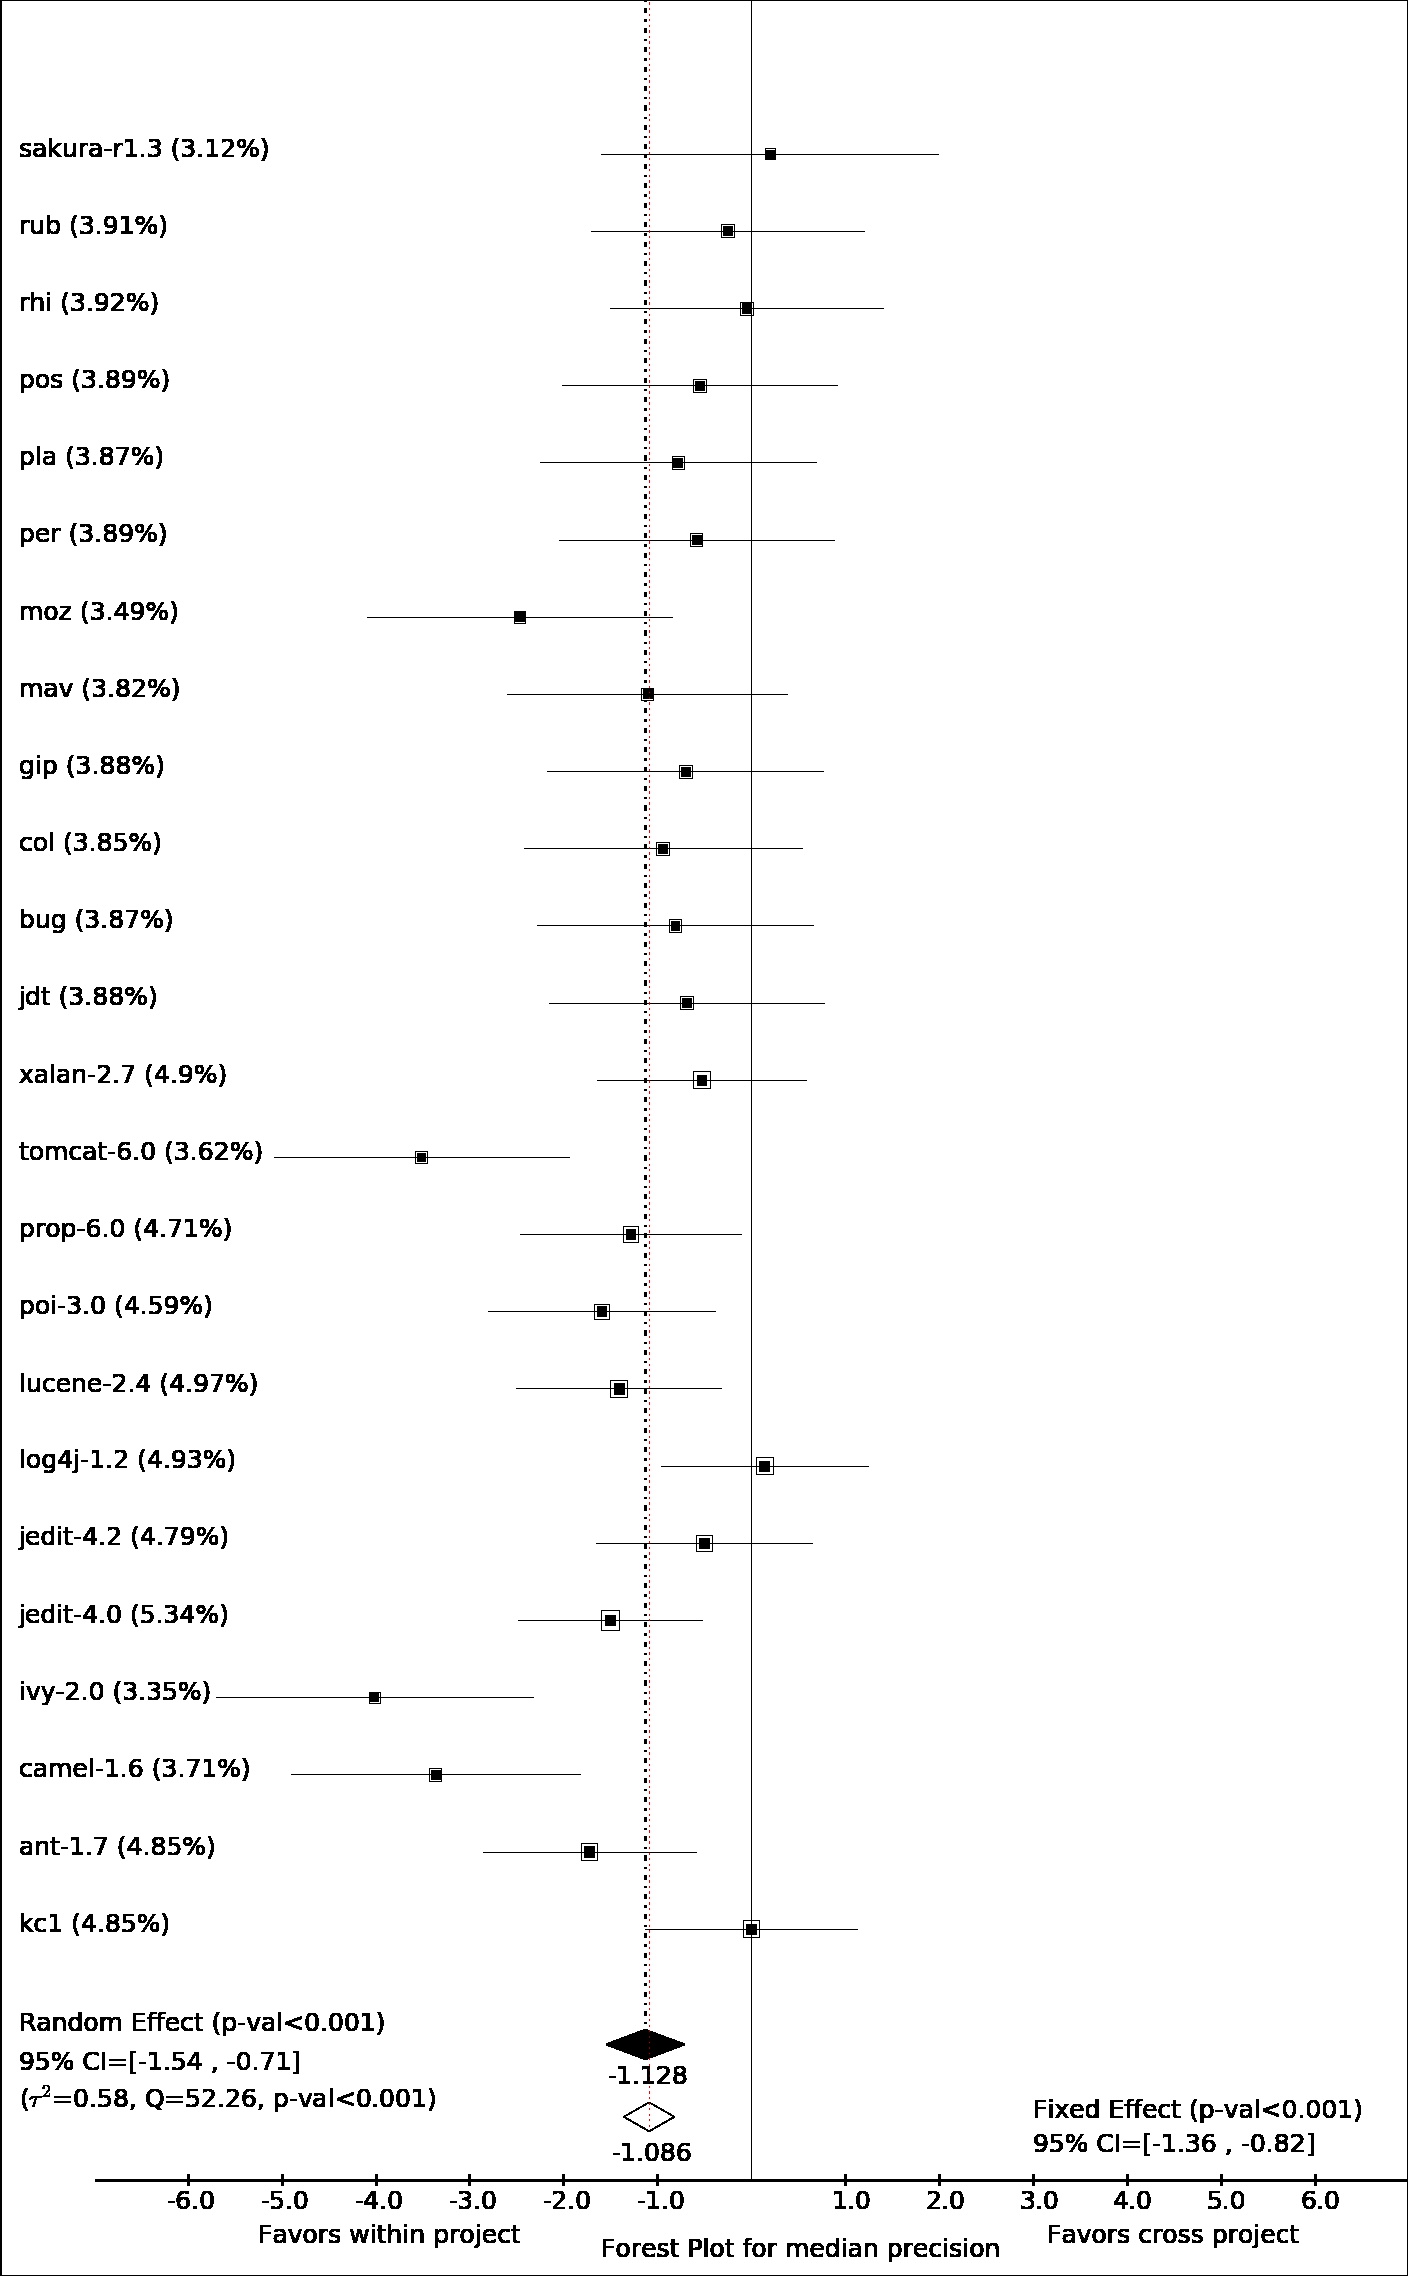 sakura-r1.3 (3.12%)
rub (3.91%)
rhi (3.92%)
pos (3.89%)
pla (3.87%)
per (3.89%)
moz (3.49%)
mav (3.82%)
gip (3.88%)
col (3.85%)
bug (3.87%)
jdt (3.88%)
xalan-2.7 (4.9%)
tomcat-6.0 (3.62%)
prop-6.0 (4.71%)
poi-3.0 (4.59%)
lucene-2.4 (4.97%)
log4j-1.2 (4.93%)
jedit-4.2 (4.79%)
jedit-4.0 (5.34%)
ivy-2.0 (3.35%)
camel-1.6 (3.71%)
ant-1.7 (4.85%)
kc1 (4.85%)
Random Effect (p-val<0.001)
95% CI=[-1.54 , -0.71]
(τ²=0.58, Q=52.26, p-val<0.001)
-1.128
-1.086
Fixed Effect (p-val<0.001)
95% CI=[-1.36 , -0.82]
-6.0 -5.0 -4.0 -3.0 -2.0 -1.0 1.0 2.0 3.0 4.0 5.0 6.0
Favors within project
Forest Plot for median precision
Favors cross project